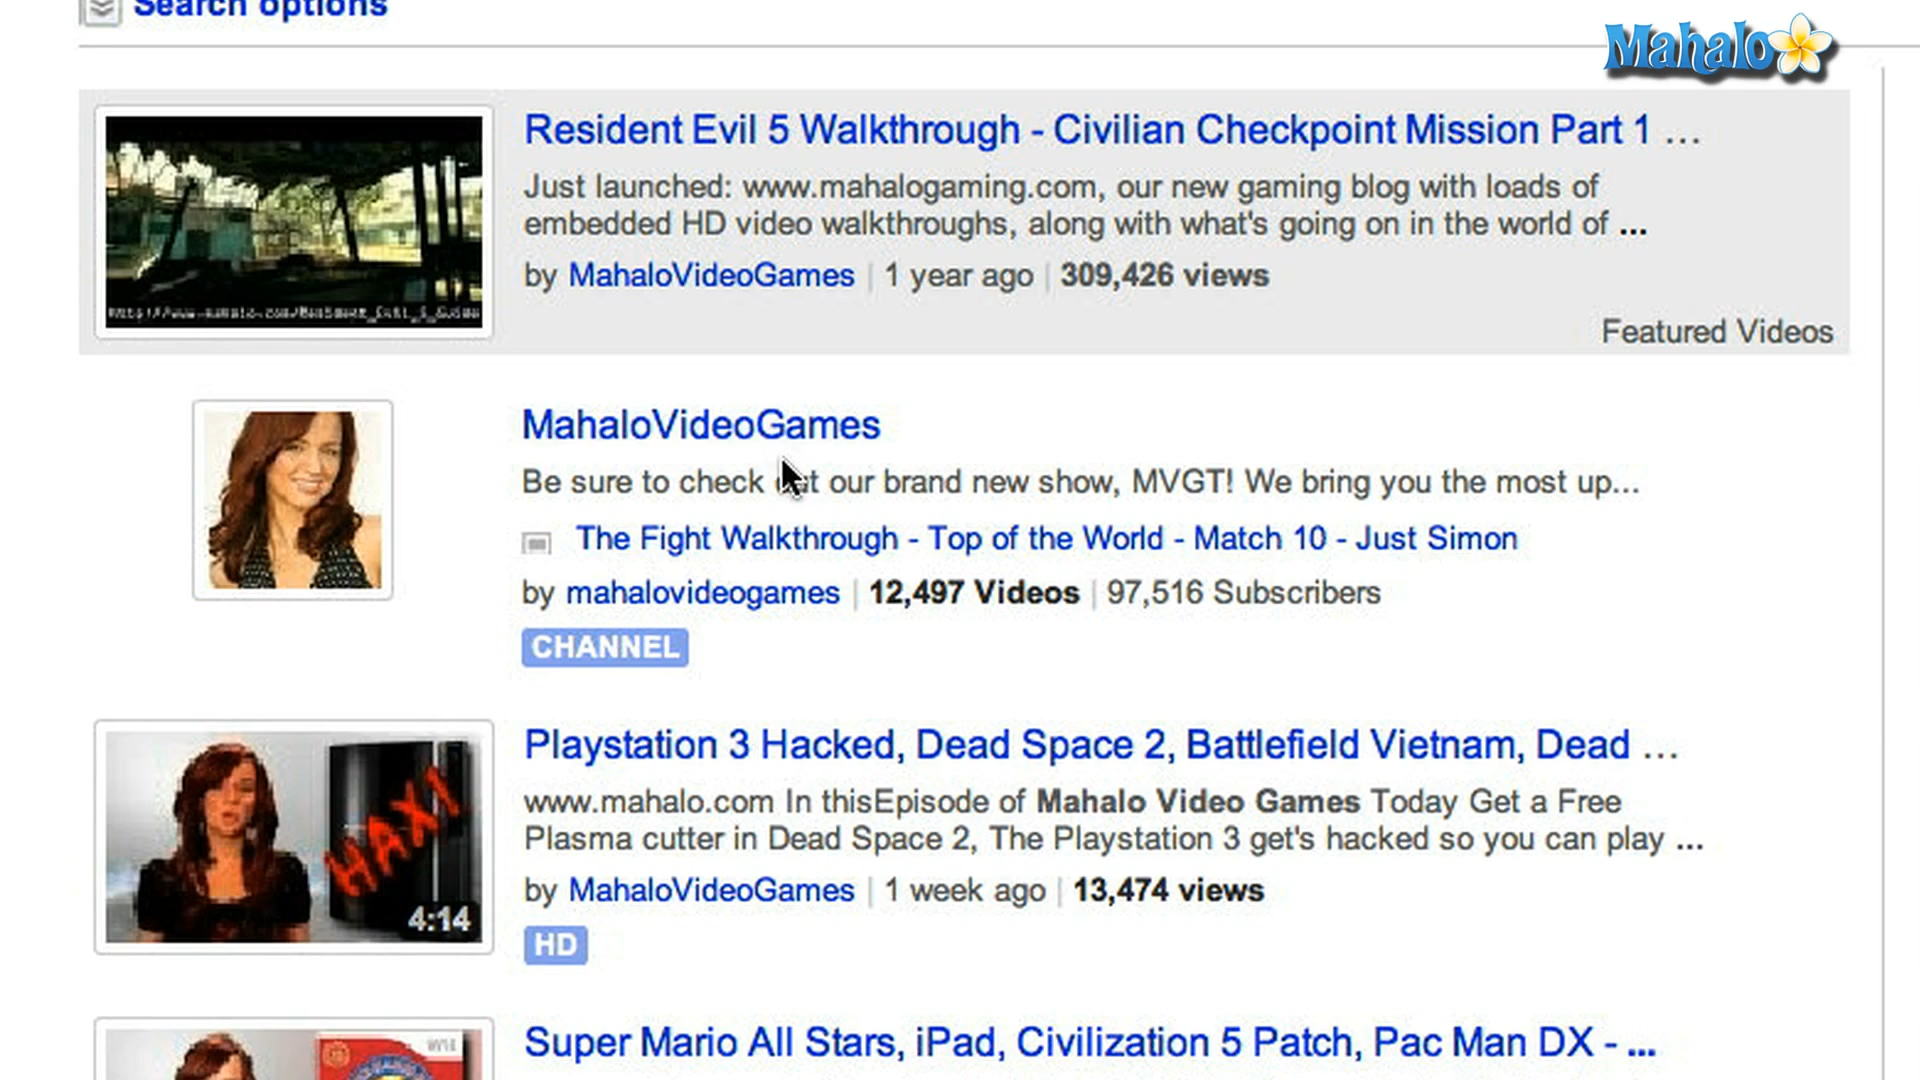 Search options
Mahalo
Resident Evil 5 Walkthrough - Civilian Checkpoint Mission Part 1 ...
Just launched: www.mahalogaming.com, our new gaming blog with loads of
embedded HD video walkthroughs, along with what's going on in the world of ...
by MahaloVideoGames | 1 year ago | 309,426 views
Featured Videos
MahaloVideoGames
Be sure to check out our brand new show, MVGT! We bring you the most up...
The Fight Walkthrough - Top of the World - Match 10 - Just Simon
by mahalovideogames | 12,497 Videos | 97,516 Subscribers
CHANNEL
HAX!
4:14
Playstation 3 Hacked, Dead Space 2, Battlefield Vietnam, Dead ...
www.mahalo.com In thisEpisode of Mahalo Video Games Today Get a Free
Plasma cutter in Dead Space 2, The Playstation 3 get's hacked so you can play ...
by MahaloVideoGames | 1 week ago | 13,474 views
HD
Wii
Super Mario All Stars, iPad, Civilization 5 Patch, Pac Man DX - ...